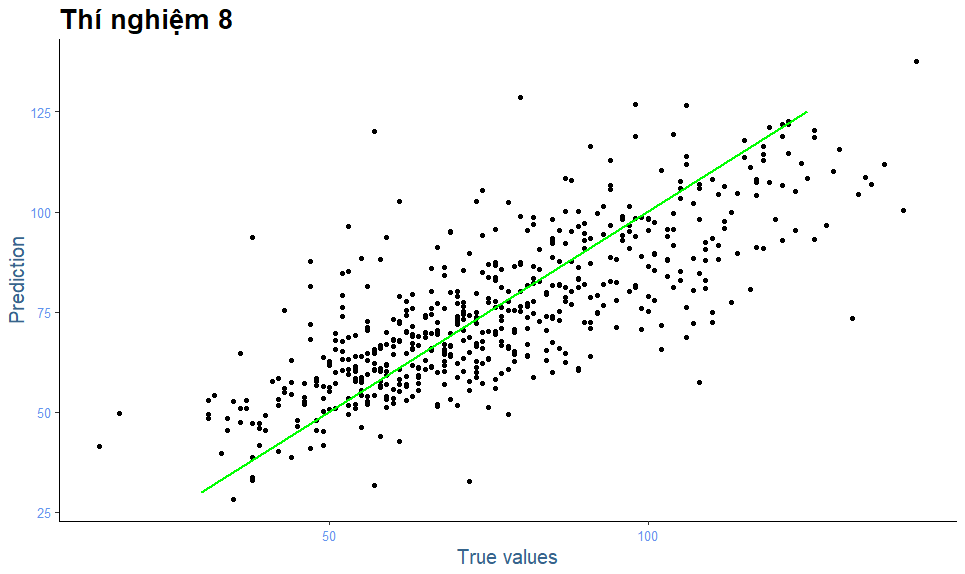 Thí nghiệm 8
125
100
75
50
25
Prediction
50
100
True values